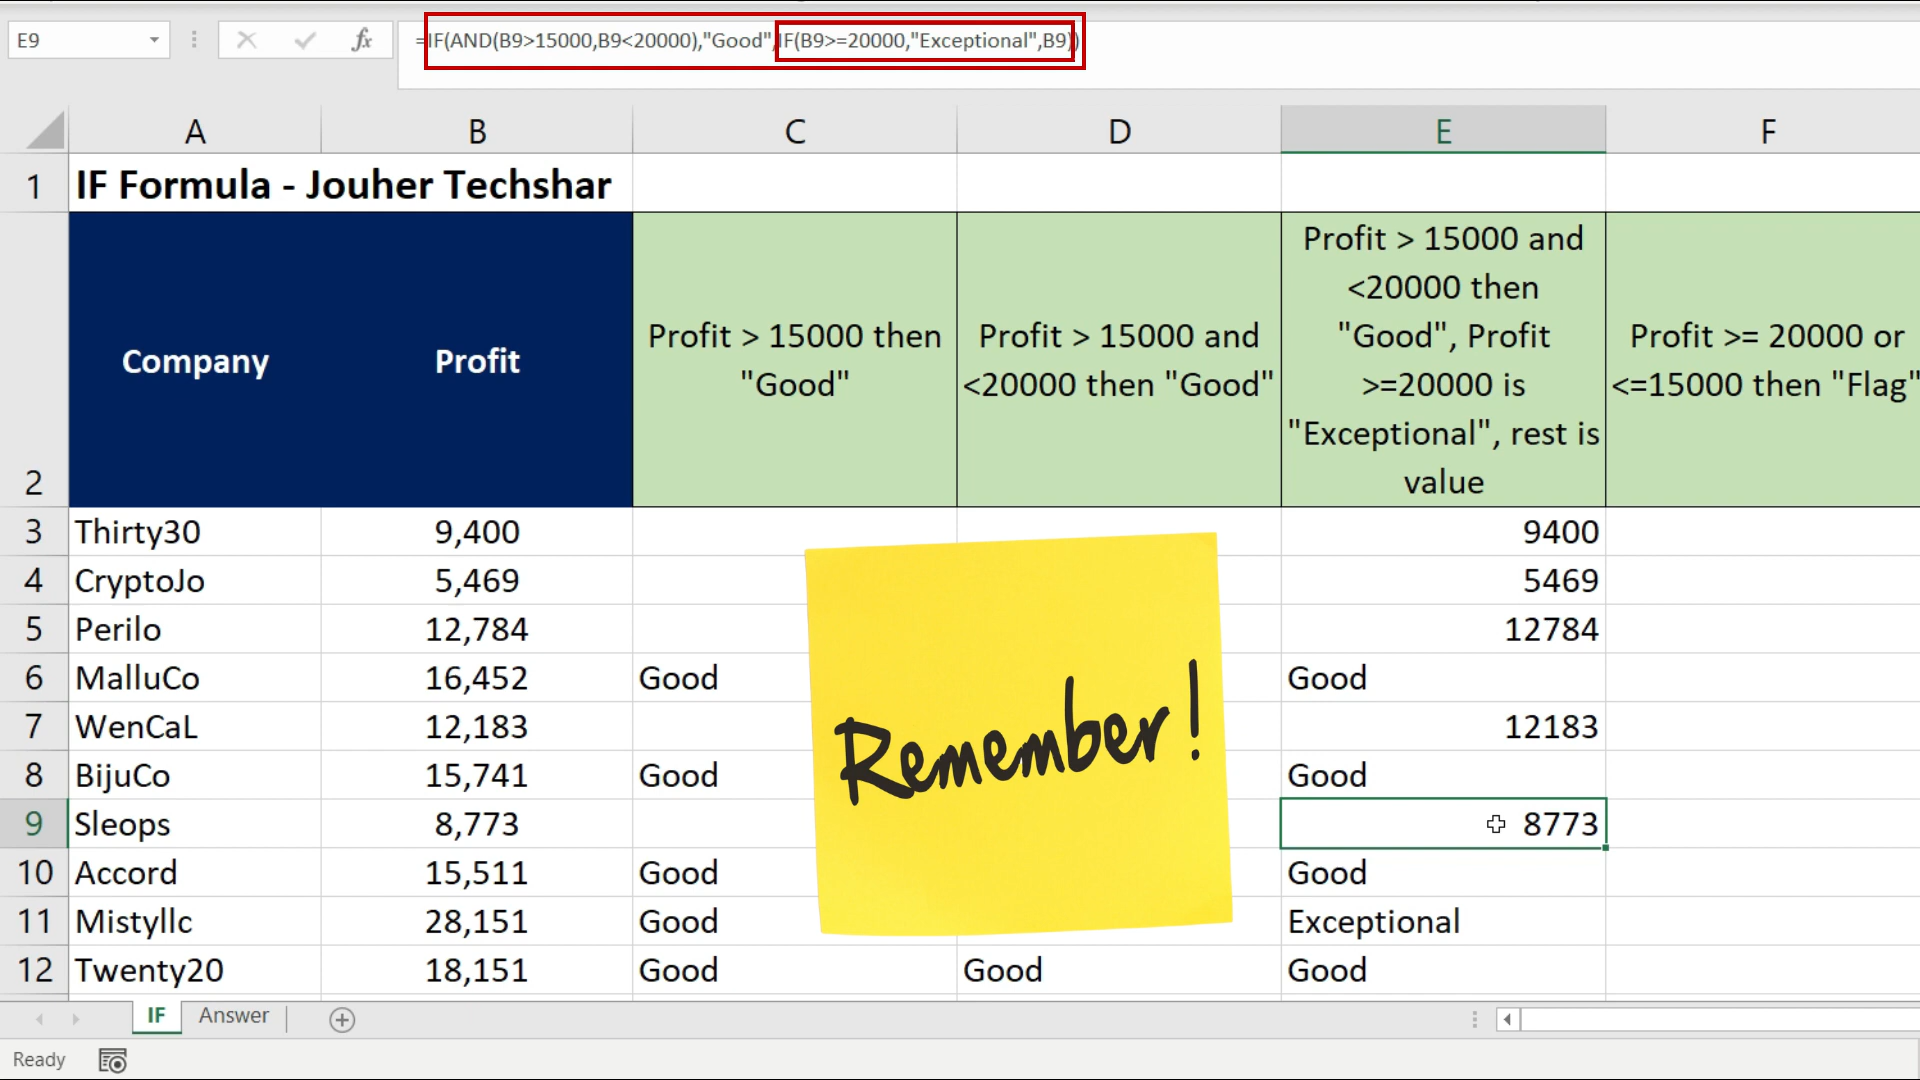 E9 fx =IF(AND(B9>15000,B9<20000),"Good",IF(B9>=20000,"Exceptional",B9))
A B C D E F
1 IF Formula - Jouher Techshar
2 Company Profit
Profit > 15000 then
"Good"
Profit > 15000 and
<20000 then "Good"
Profit > 15000 and
<20000 then
"Good", Profit
>=20000 is
"Exceptional", rest is
value
Profit >= 20000 or
<=15000 then "Flag"
3 Thirty30 9,400 9400
4 CryptoJo 5,469 5469
5 Perilo 12,784 12784
6 MalluCo 16,452 Good Good
7 WenCaL 12,183 12183
8 BijuCo 15,741 Good Good
9 Sleops 8,773 8773
10 Accord 15,511 Good Good
11 Mistyllc 28,151 Good Exceptional
12 Twenty20 18,151 Good Good Good
Remember!
IF Answer
Ready